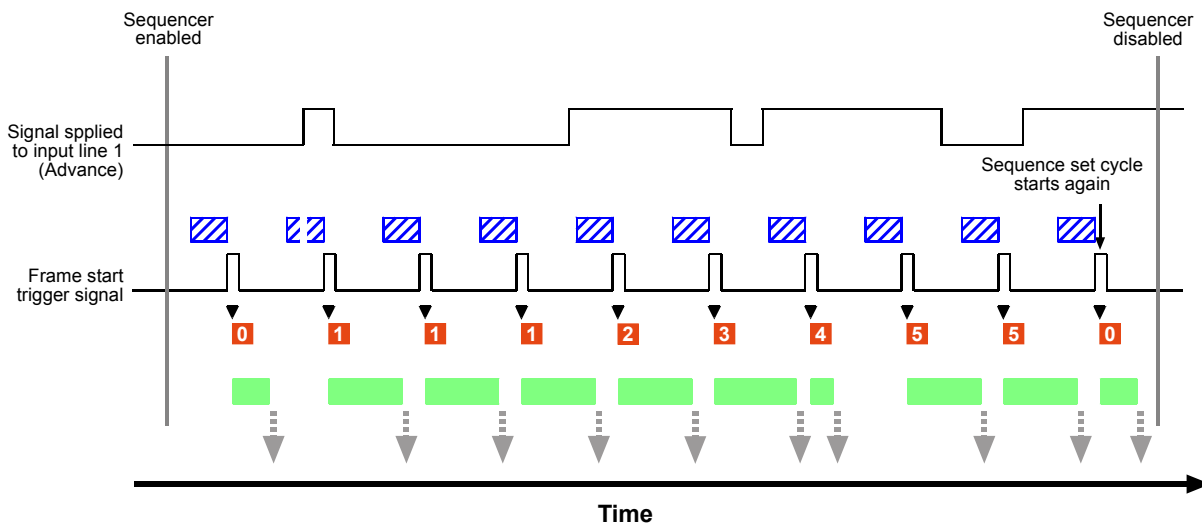 Sequencer
enabled
Sequencer
disabled
Signal spplied
to input line 1
(Advance)
Sequence set cycle
starts again
Frame start
trigger signal
0 1 1 1 2 3 4 5 5 0
Time